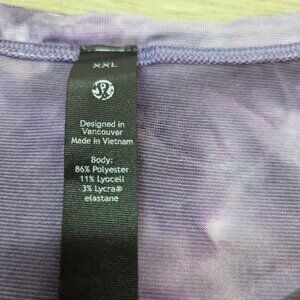 XXL
Designed in
Vancouver
Made in Vietnam
Body:
86% Polyester
11% Lyocell
3% Lycra®
elastane